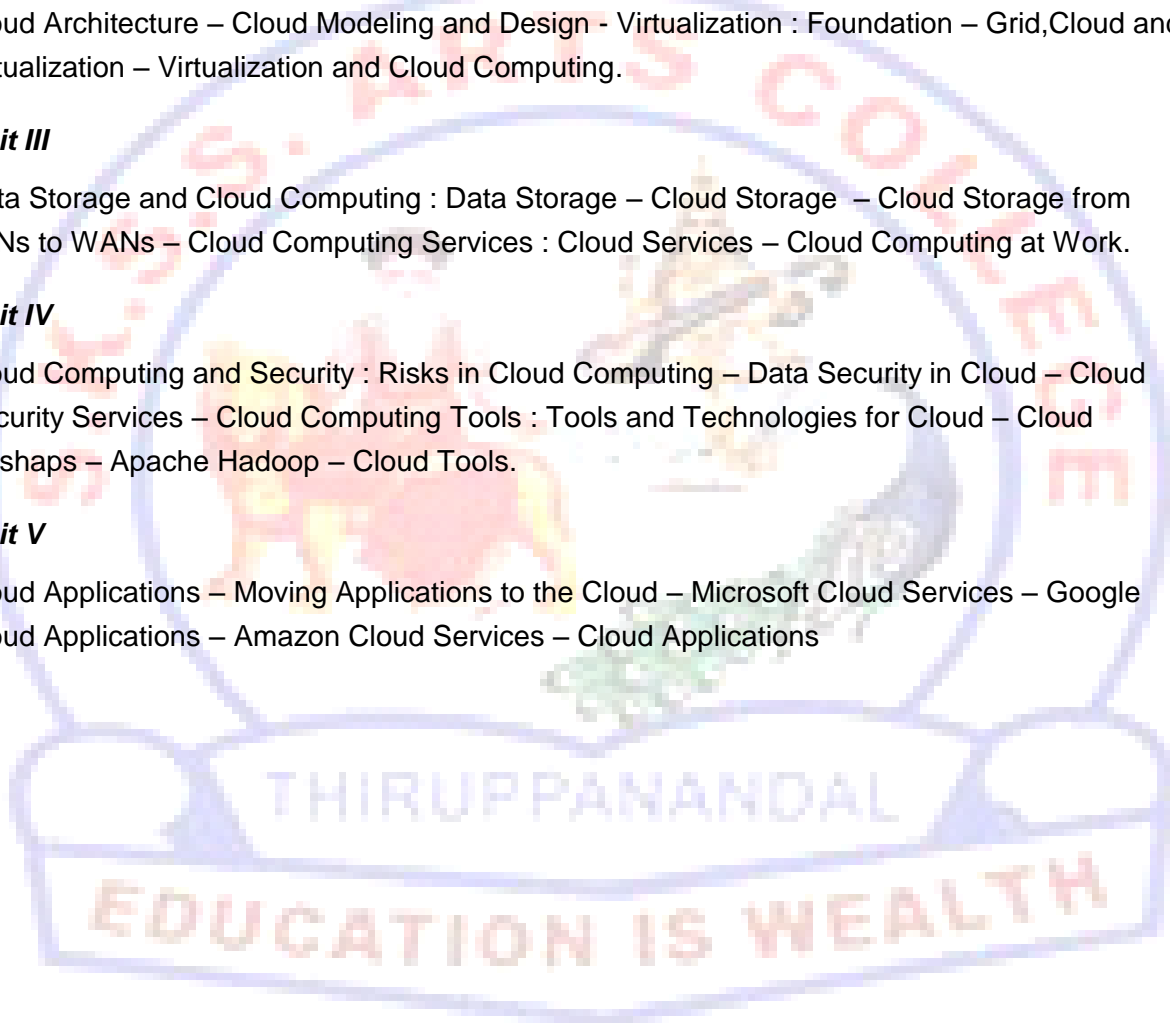 oud Architecture – Cloud Modeling and Design - Virtualization : Foundation – Grid,Cloud and
tualization – Virtualization and Cloud Computing.
it III
ta Storage and Cloud Computing : Data Storage – Cloud Storage – Cloud Storage from
Ns to WANs – Cloud Computing Services : Cloud Services – Cloud Computing at Work.
it IV
oud Computing and Security : Risks in Cloud Computing – Data Security in Cloud – Cloud
curity Services – Cloud Computing Tools : Tools and Technologies for Cloud – Cloud
shaps – Apache Hadoop – Cloud Tools.
it V
oud Applications – Moving Applications to the Cloud – Microsoft Cloud Services – Google
oud Applications – Amazon Cloud Services – Cloud Applications
S.K.S.S. ARTS COLLEGE
THIRUPPANANDAL
EDUCATION IS WEALTH